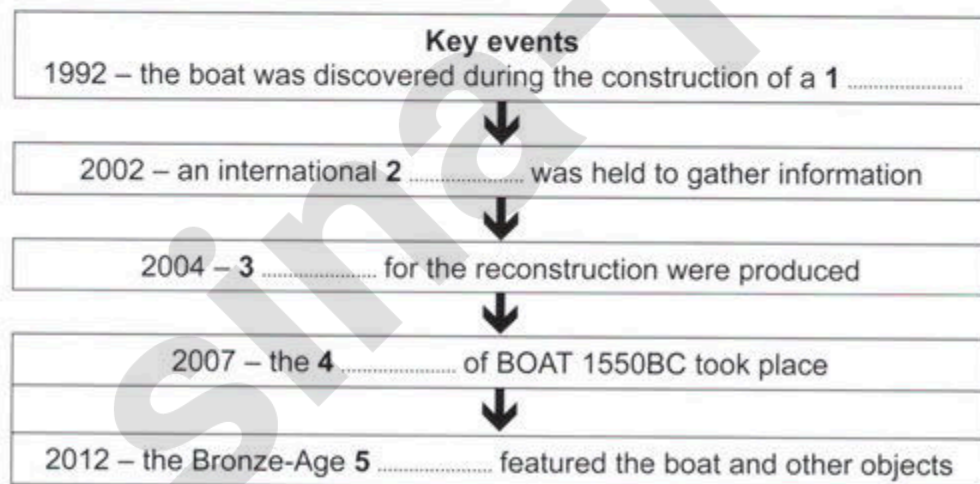 Key events
1992 – the boat was discovered during the construction of a 1 ....................
2002 – an international 2 .................... was held to gather information
2004 – 3 .................... for the reconstruction were produced
2007 – the 4 .................... of BOAT 1550BC took place
2012 – the Bronze-Age 5 .................... featured the boat and other objects